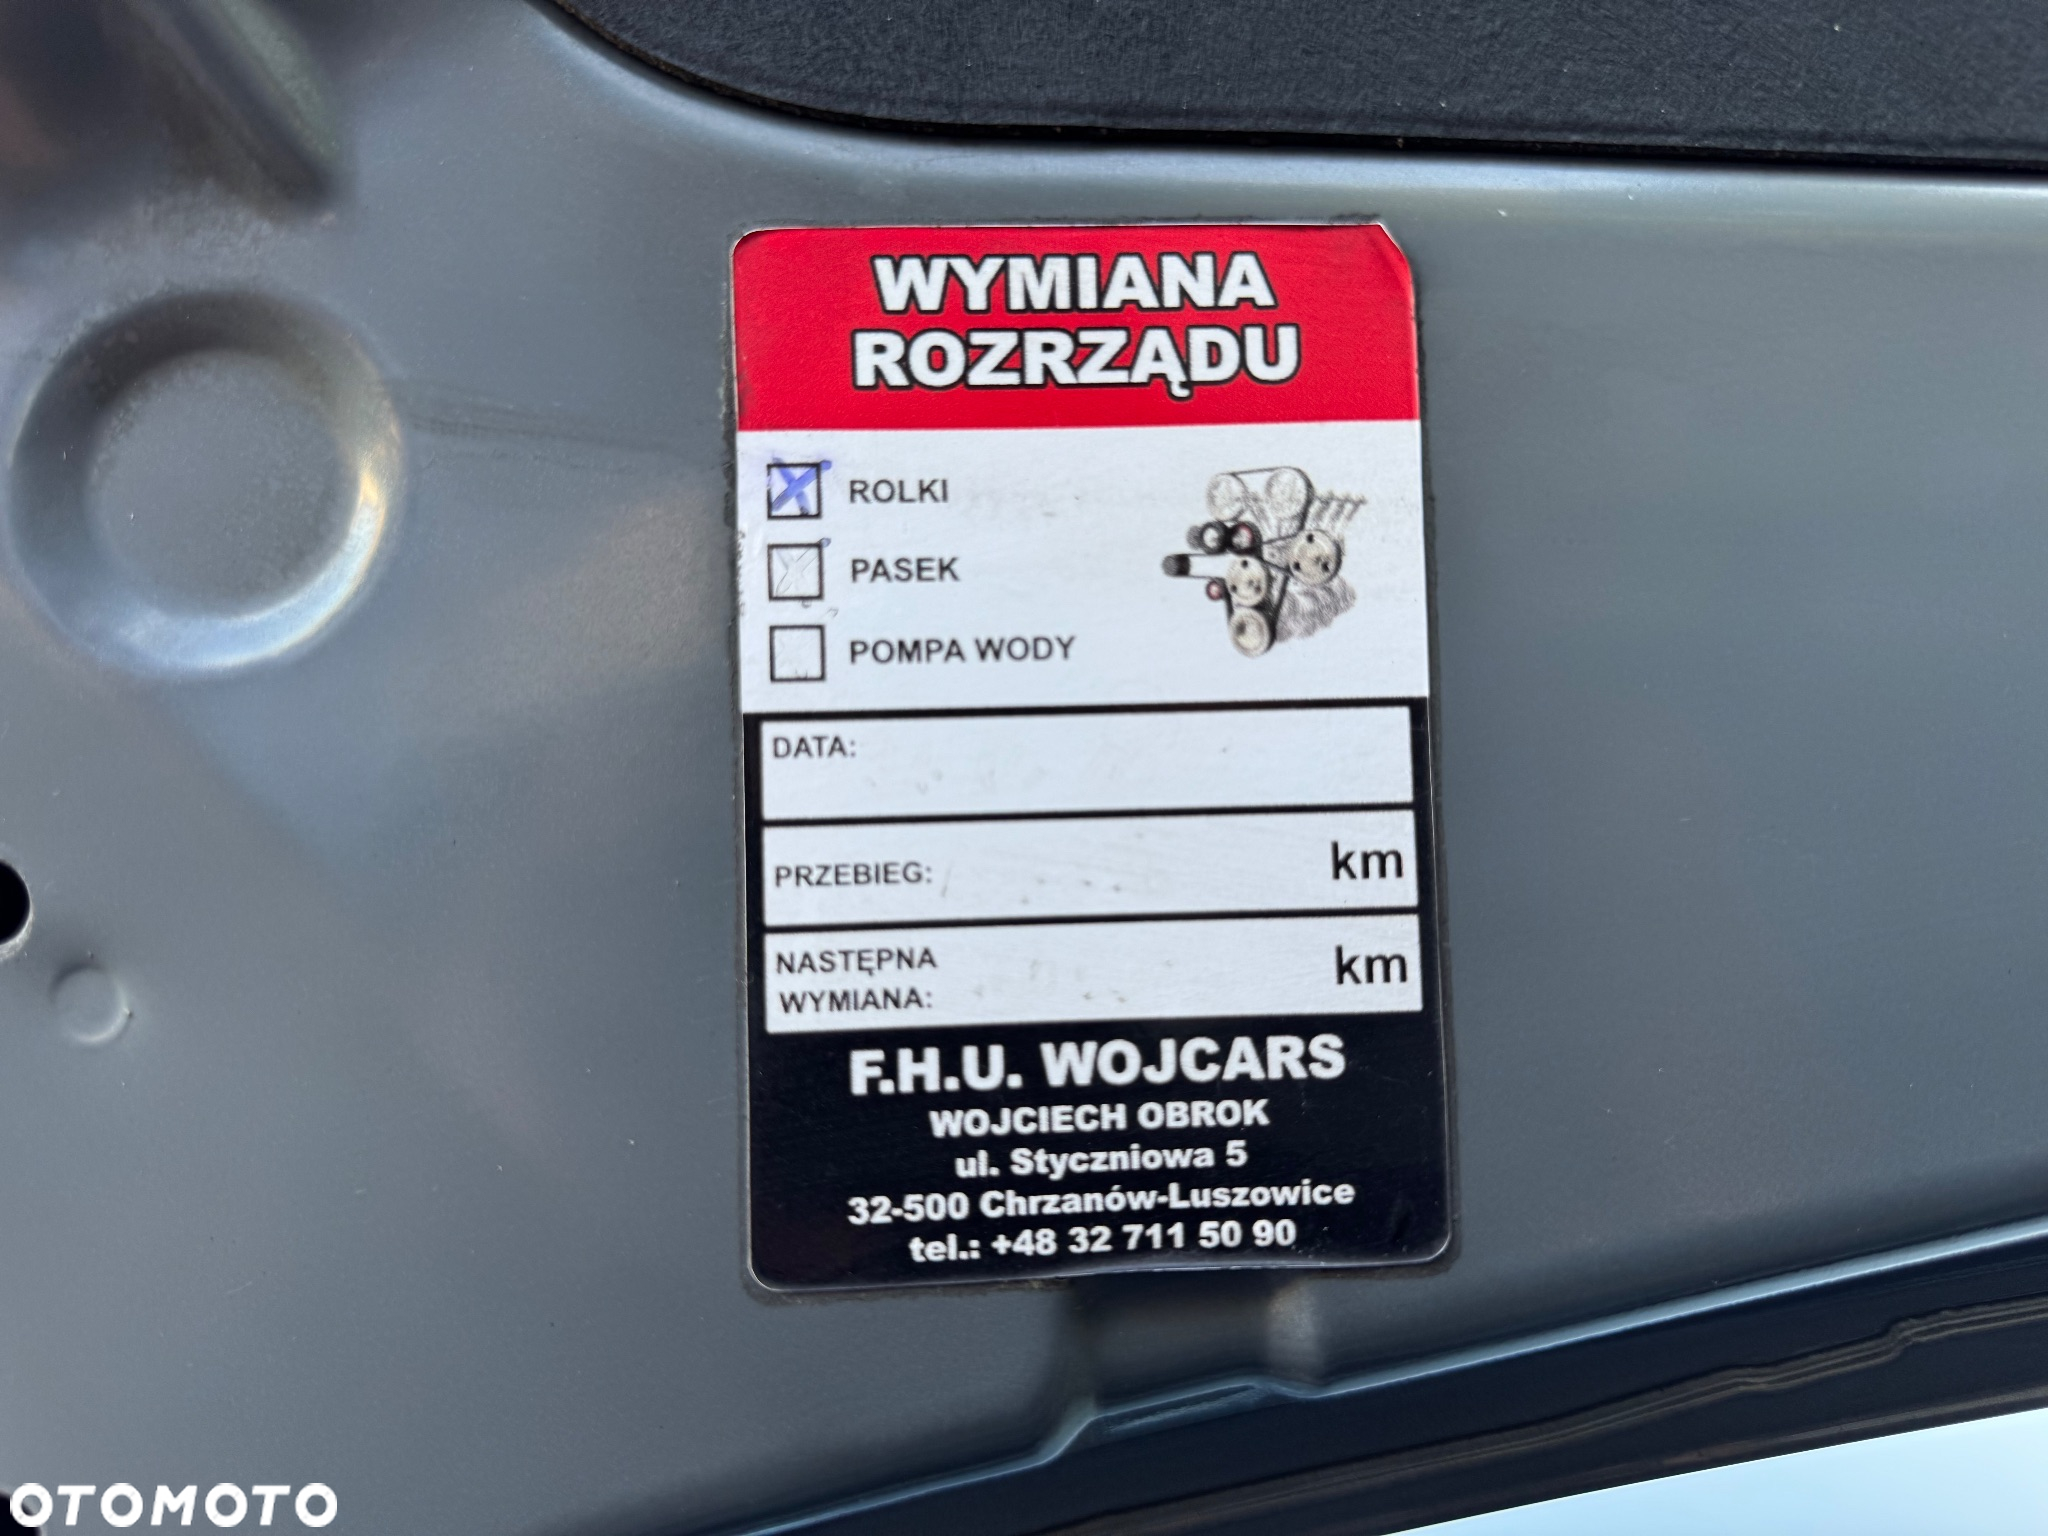 WYMIANA
ROZRZĄDU
ROLKI
PASEK
POMPA WODY
DATA:
PRZEBIEG: km
NASTĘPNA
WYMIANA: km
F.H.U. WOJCARS
WOJCIECH OBROK
ul. Styczniowa 5
32-500 Chrzanów-Luszowice
tel.: +48 32 711 50 90
OTOMOTO